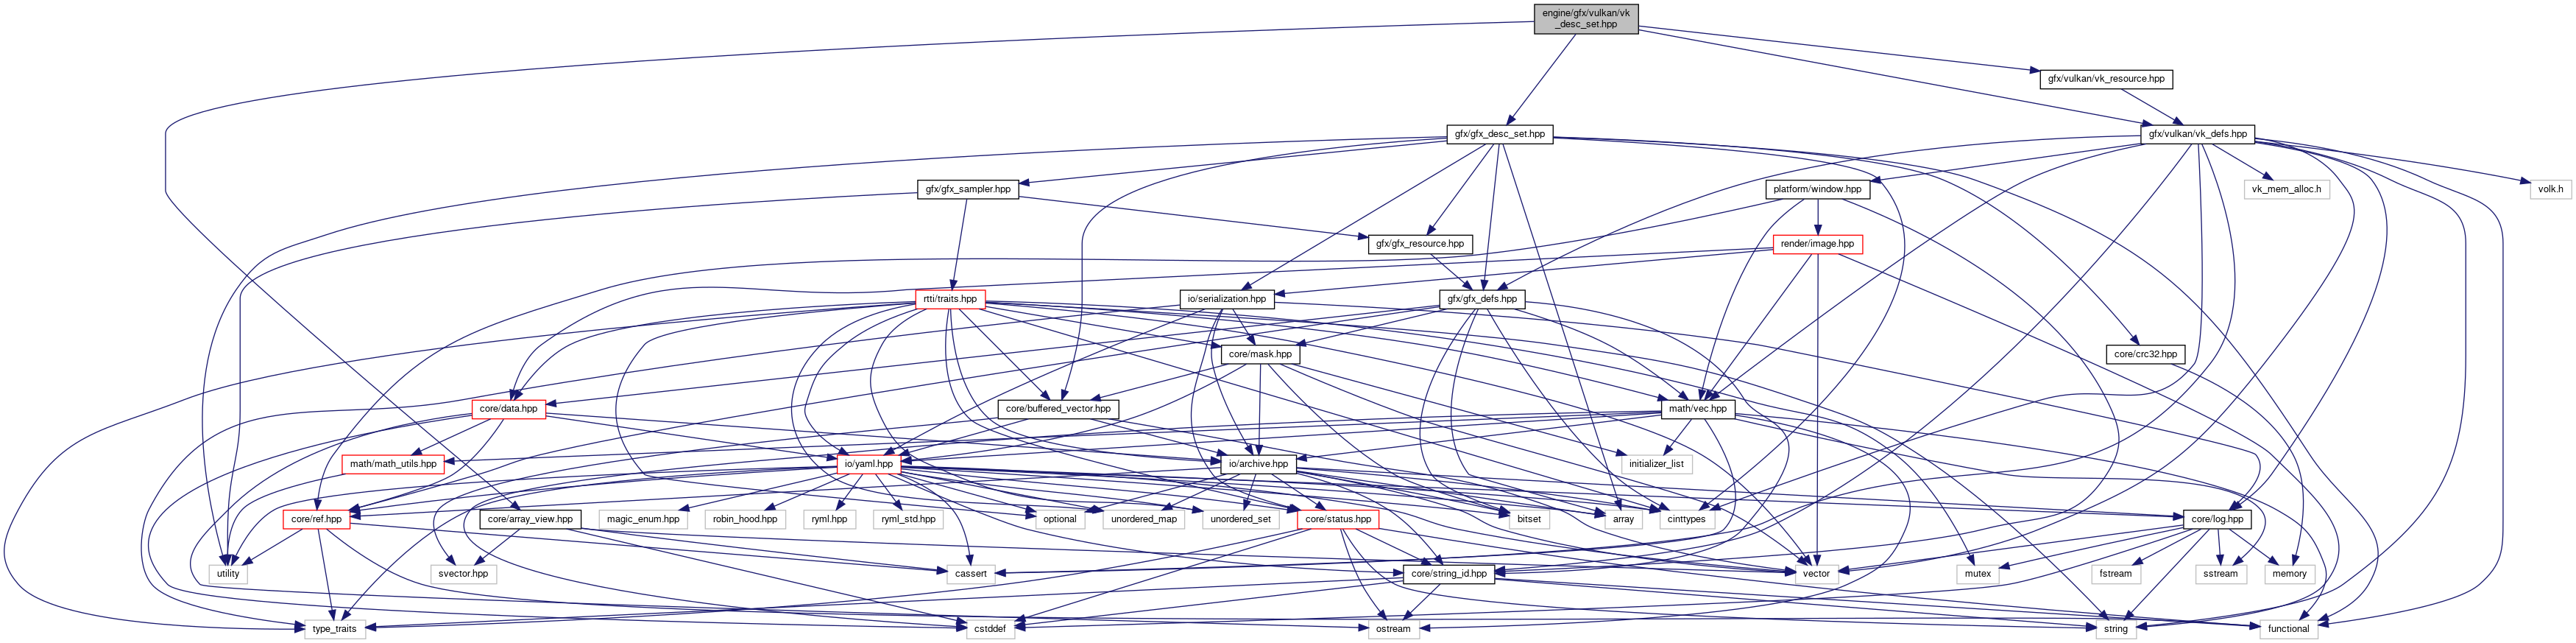 engine/gfx/vulkan/vk
_desc_set.hpp
gfx/vulkan/vk_resource.hpp
gfx/gfx_desc_set.hpp
gfx/vulkan/vk_defs.hpp
gfx/gfx_sampler.hpp
platform/window.hpp
vk_mem_alloc.h
volk.h
gfx/gfx_resource.hpp
render/image.hpp
rtti/traits.hpp
io/serialization.hpp
gfx/gfx_defs.hpp
core/mask.hpp
core/crc32.hpp
core/data.hpp
core/buffered_vector.hpp
math/vec.hpp
math/math_utils.hpp
io/yaml.hpp
io/archive.hpp
initializer_list
core/ref.hpp
core/array_view.hpp
magic_enum.hpp
robin_hood.hpp
ryml.hpp
ryml_std.hpp
optional
unordered_map
unordered_set
core/status.hpp
bitset
array
cinttypes
core/log.hpp
utility
svector.hpp
cassert
core/string_id.hpp
vector
mutex
fstream
sstream
memory
type_traits
cstddef
ostream
string
functional